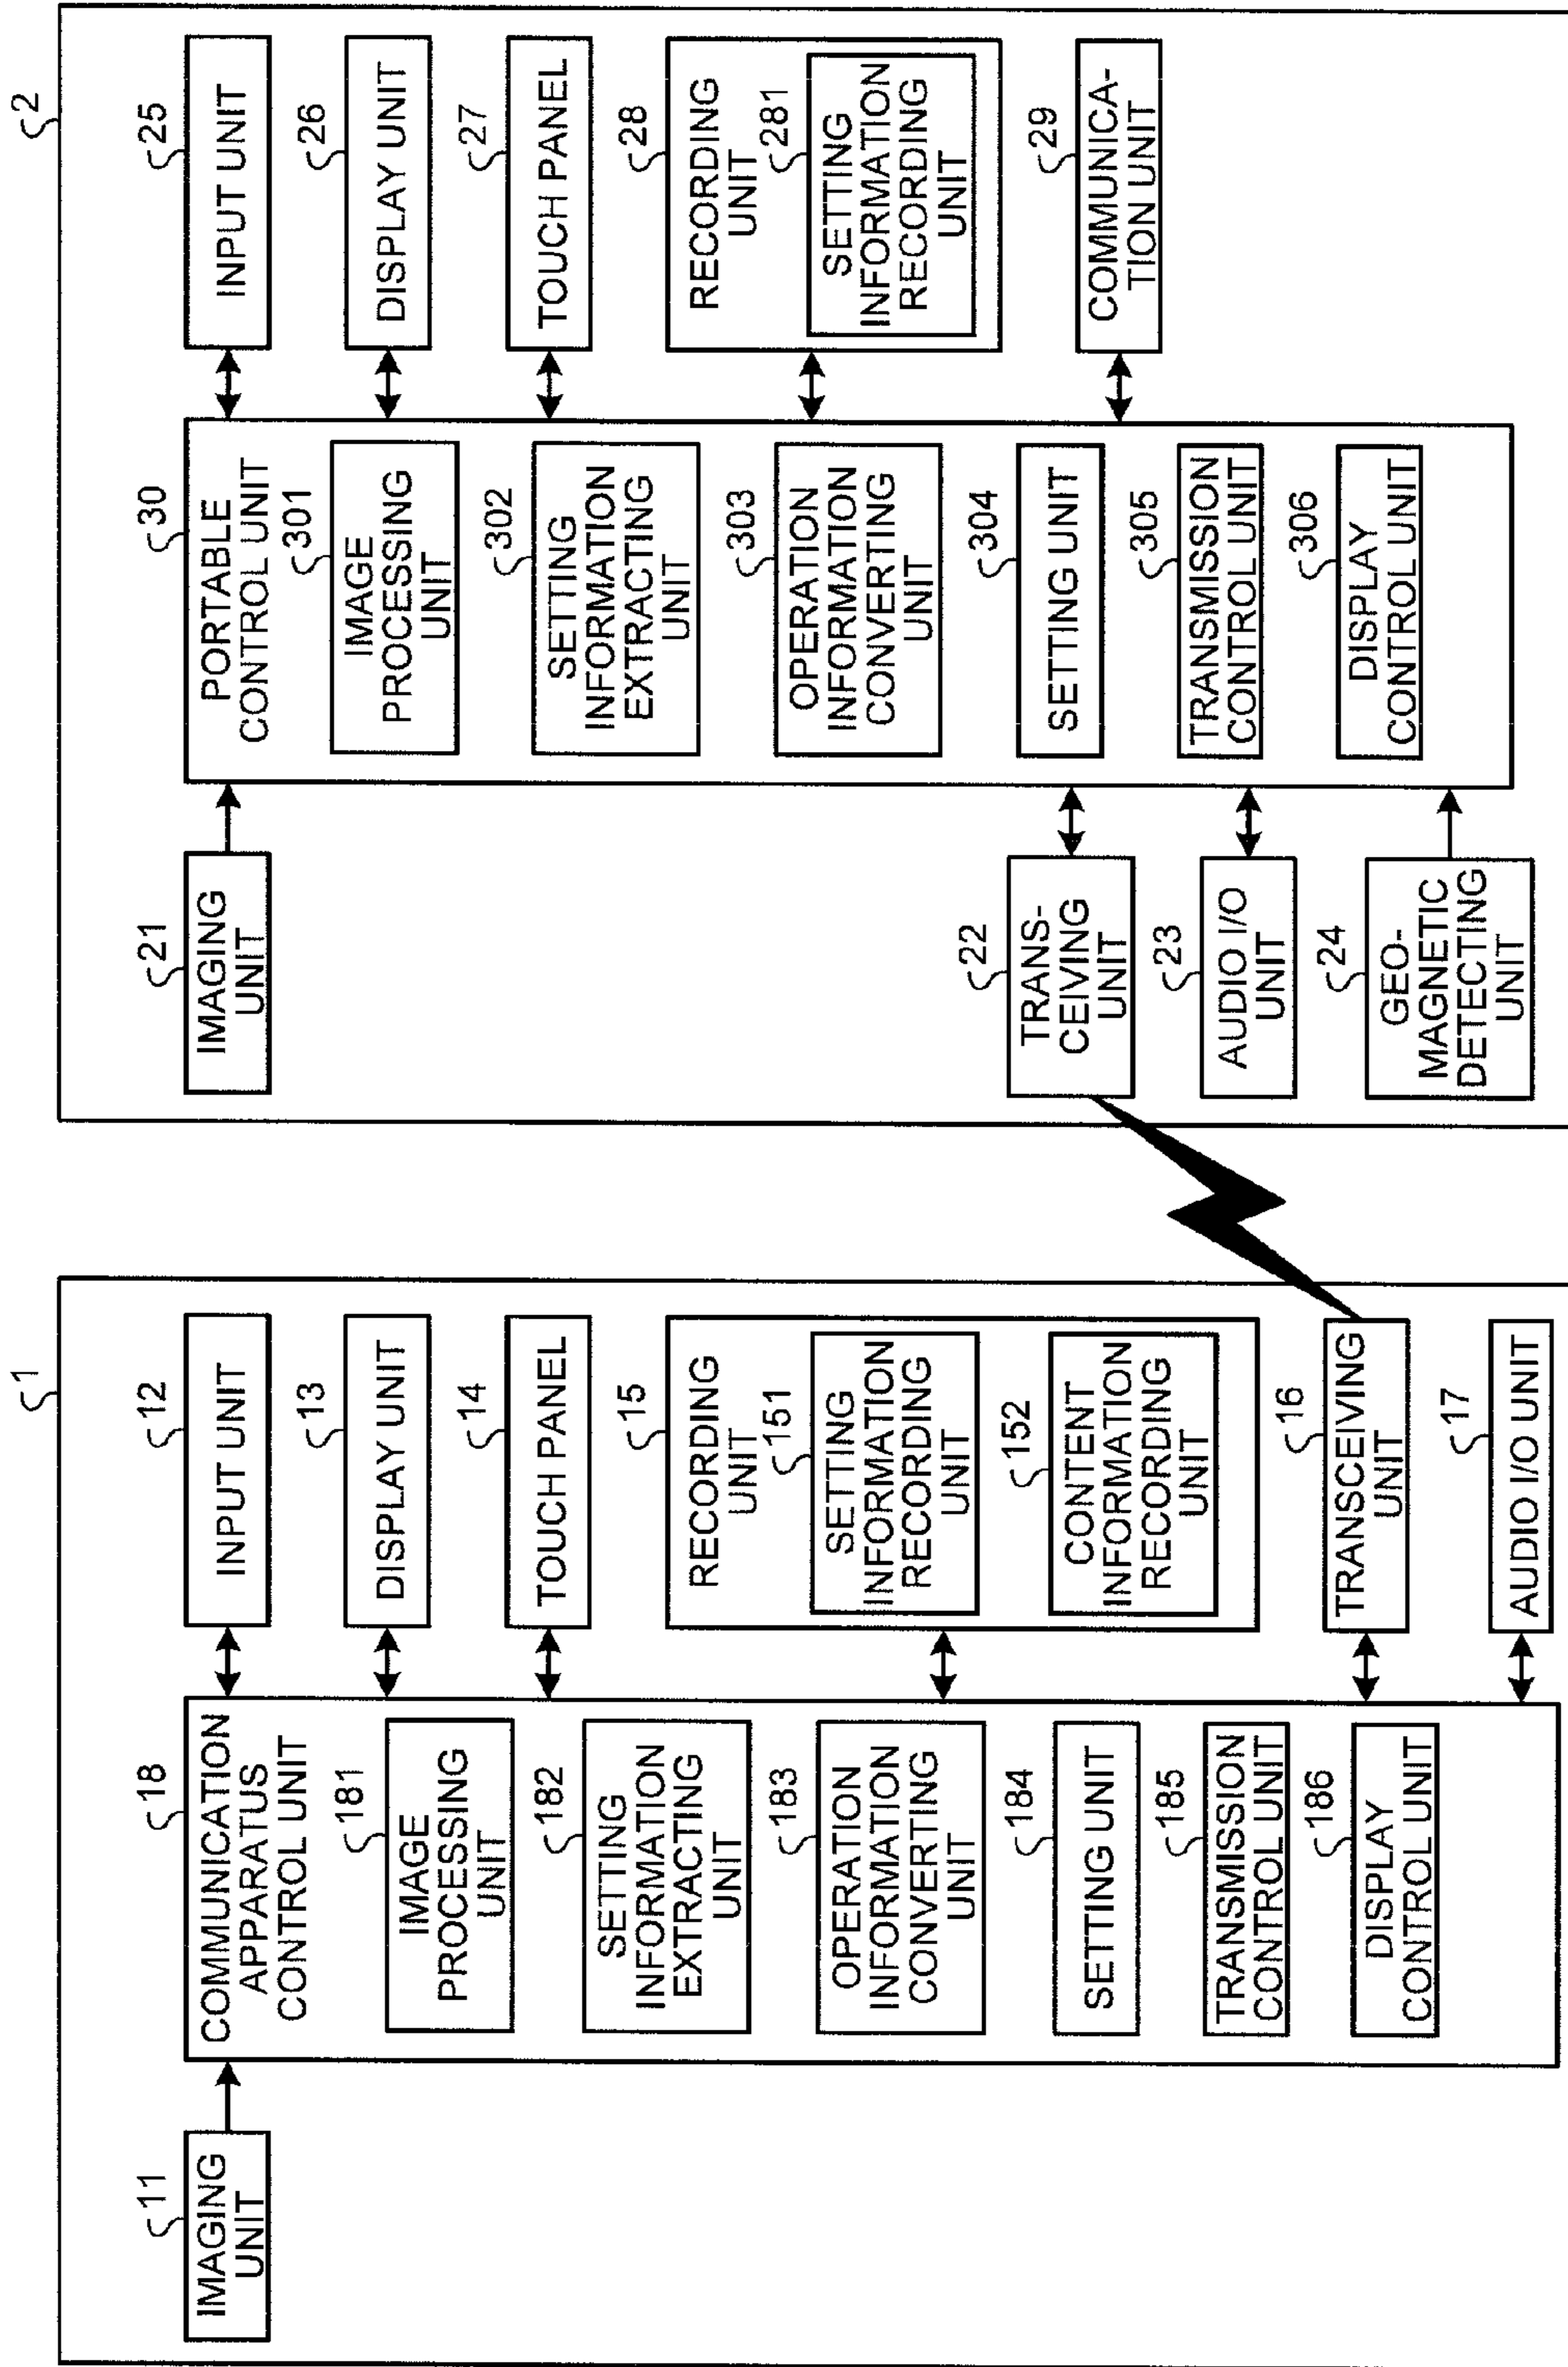 1
11
IMAGING
UNIT
18
COMMUNICATION
APPARATUS
CONTROL UNIT
181
IMAGE
PROCESSING
UNIT
182
SETTING
INFORMATION
EXTRACTING
UNIT
183
OPERATION
INFORMATION
CONVERTING
UNIT
184
SETTING UNIT
185
TRANSMISSION
CONTROL UNIT
186
DISPLAY
CONTROL UNIT
12
INPUT UNIT
13
DISPLAY UNIT
14
TOUCH PANEL
15
RECORDING
UNIT
151
SETTING
INFORMATION
RECORDING
UNIT
152
CONTENT
INFORMATION
RECORDING
UNIT
16
TRANSCEIVING
UNIT
17
AUDIO I/O UNIT
2
21
IMAGING
UNIT
22
TRANS-
CEIVING
UNIT
23
AUDIO I/O
UNIT
24
GEO-
MAGNETIC
DETECTING
UNIT
30
PORTABLE
CONTROL UNIT
301
IMAGE
PROCESSING
UNIT
302
SETTING
INFORMATION
EXTRACTING
UNIT
303
OPERATION
INFORMATION
CONVERTING
UNIT
304
SETTING UNIT
305
TRANSMISSION
CONTROL UNIT
306
DISPLAY
CONTROL UNIT
25
INPUT UNIT
26
DISPLAY UNIT
27
TOUCH PANEL
28
RECORDING
UNIT
281
SETTING
INFORMATION
RECORDING
UNIT
29
COMMUNICA-
TION UNIT